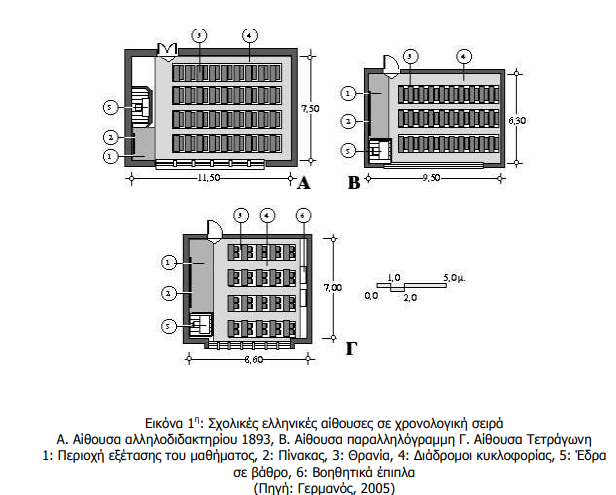 3
4
5
2
1
7,50
11,50
Α
3
4
1
2
5
6,30
9,50
Β
3
4
6
1
2
5
7,00
8,60
Γ
1,0
5,0μ.
0,0
2,0
Εικόνα 1η: Σχολικές ελληνικές αίθουσες σε χρονολογική σειρά
Α. Αίθουσα αλληλοδιδακτηρίου 1893, Β. Αίθουσα παραλληλόγραμμη Γ. Αίθουσα Τετράγωνη
1: Περιοχή εξέτασης του μαθήματος, 2: Πίνακας, 3: Θρανία, 4: Διάδρομοι κυκλοφορίας, 5: Έδρα
σε βάθρο, 6: Βοηθητικά έπιπλα
(Πηγή: Γερμανός, 2005)